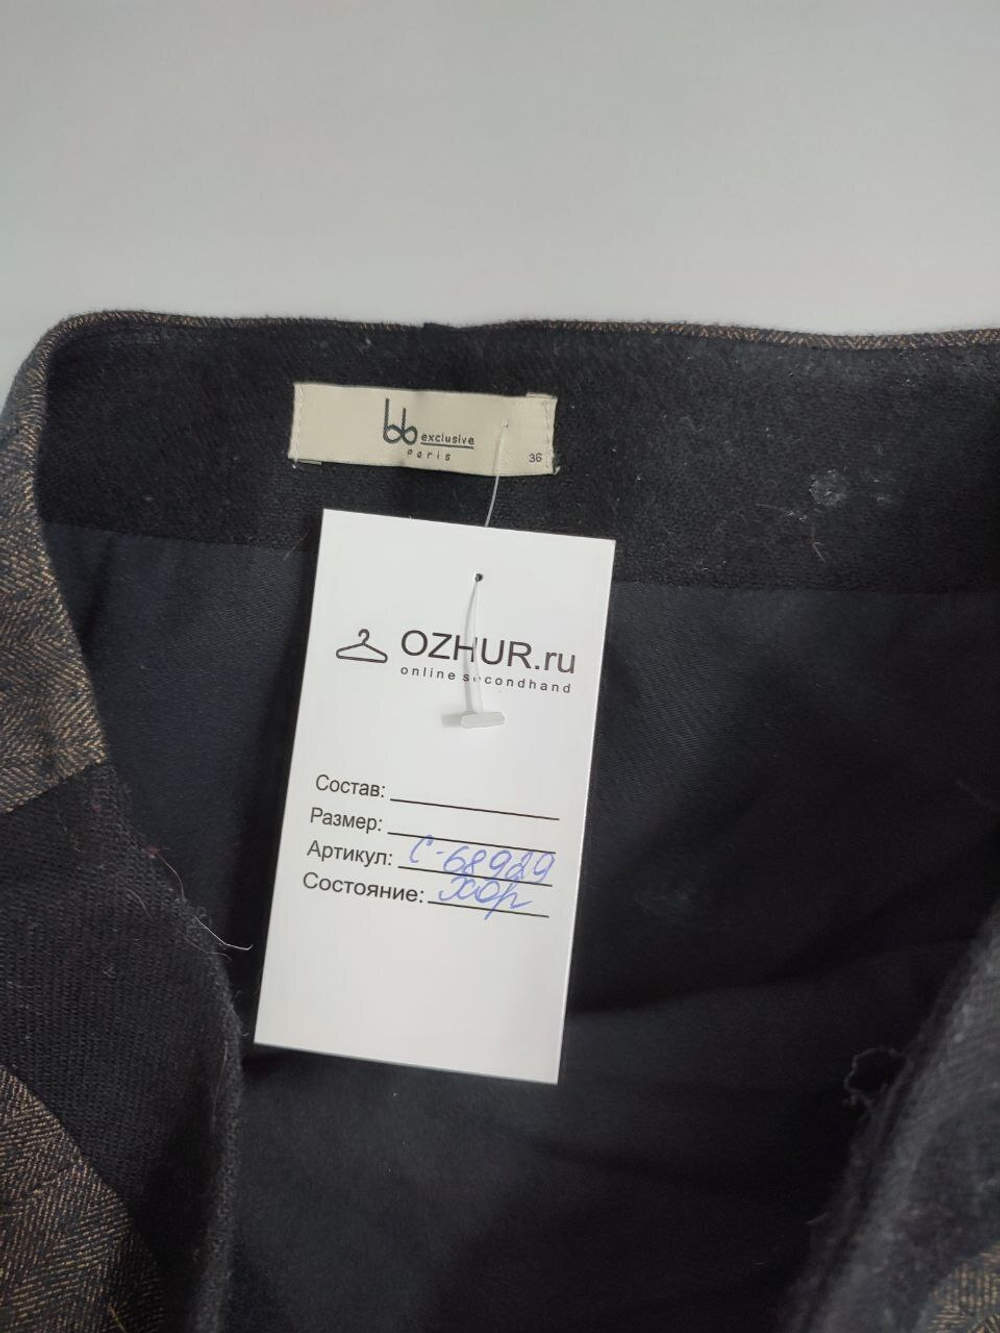 bb exclusive
paris
36
OZHUR.ru
online secondhand
Состав:
Размер:
Артикул: С-68929
Состояние: хор